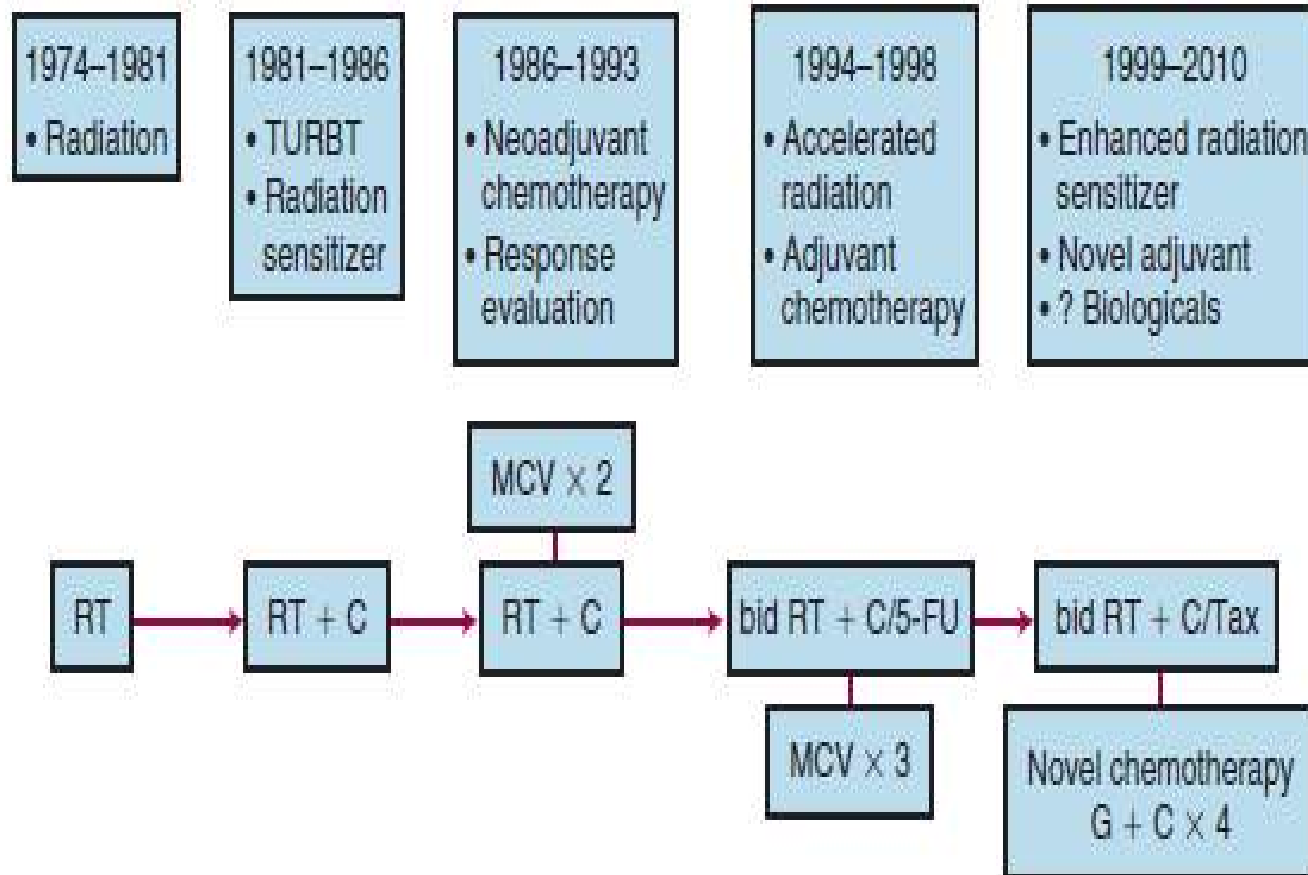 1974–1981
• Radiation
1981–1986
• TURBT
• Radiation
sensitizer
1986–1993
• Neoadjuvant
chemotherapy
• Response
evaluation
1994–1998
• Accelerated
radiation
• Adjuvant
chemotherapy
1999–2010
• Enhanced radiation
sensitizer
• Novel adjuvant
• ? Biologicals
MCV × 2
RT
RT + C
RT + C
bid RT + C/5-FU
bid RT + C/Tax
MCV × 3
Novel chemotherapy
G + C × 4